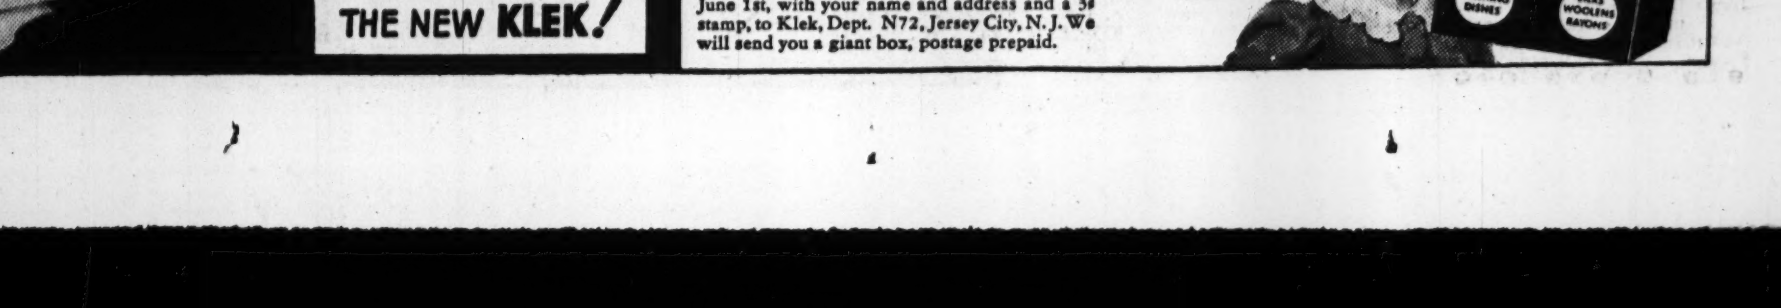 THE NEW KLEK!
June 1st, with your name and address and a 3¢
stamp, to Klek, Dept. N72, Jersey City, N. J. We
will send you a giant box, postage prepaid.
DISHES
WOOLENS
RAYONS